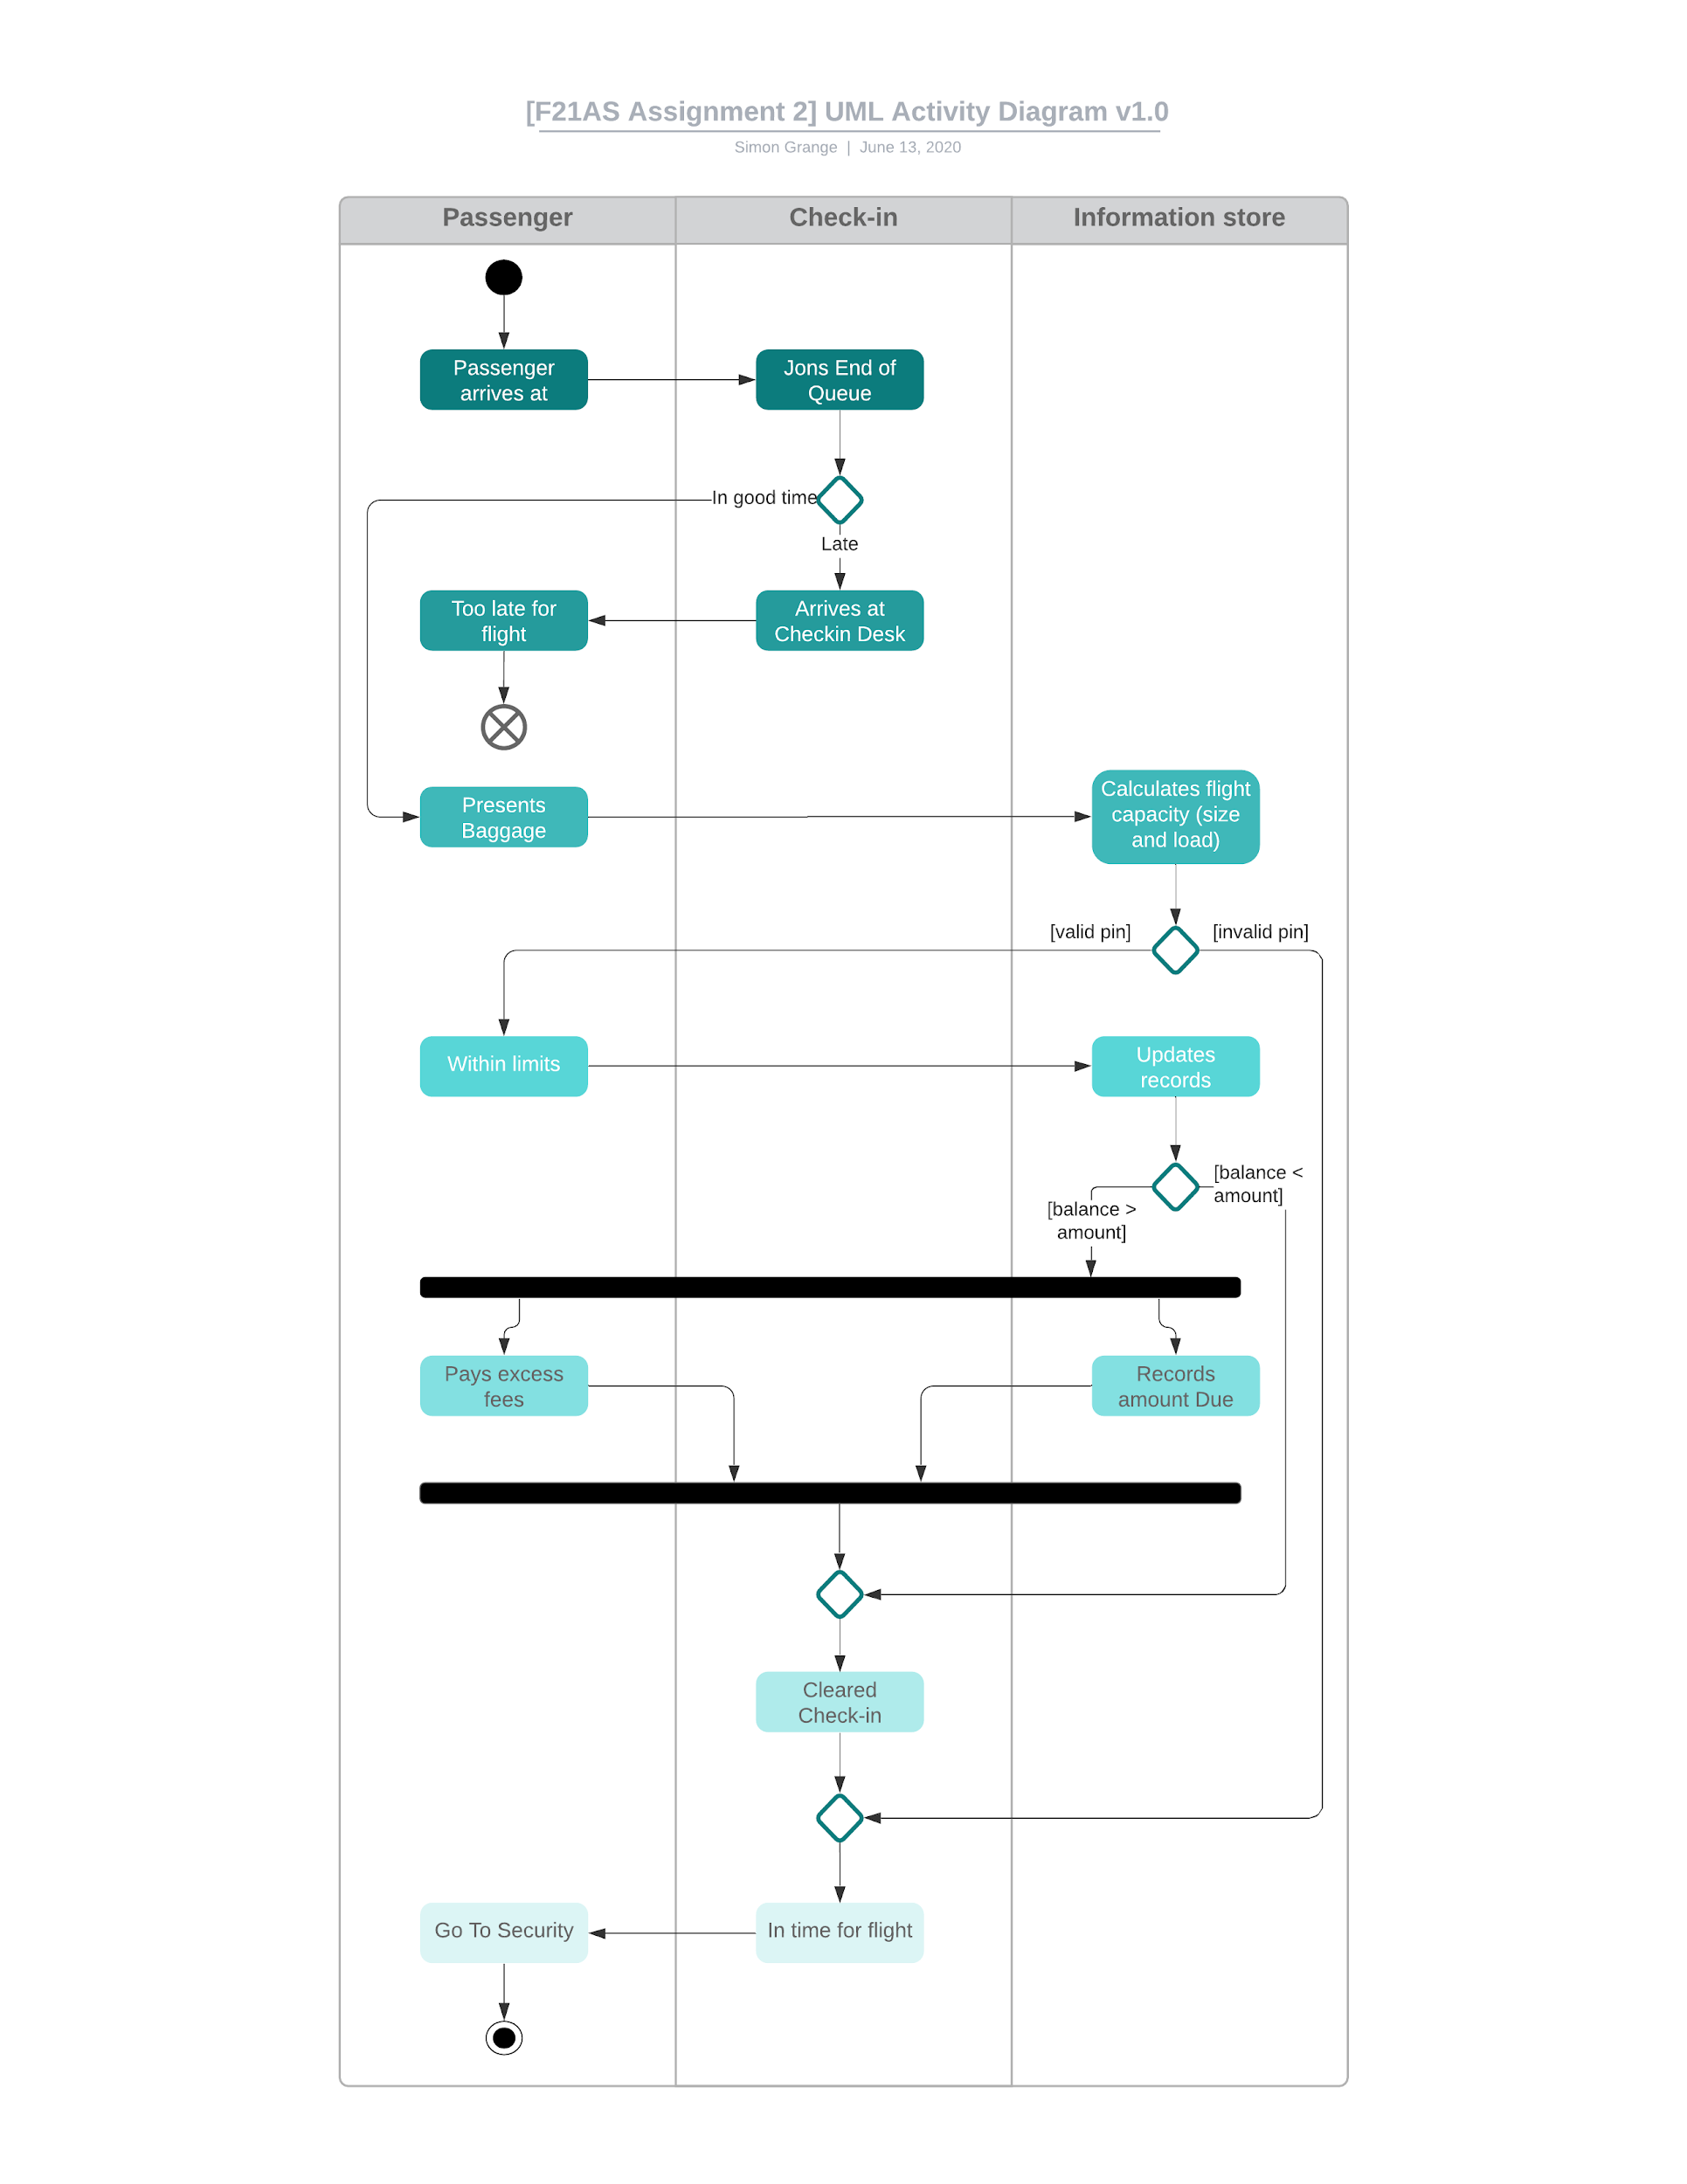 [F21AS Assignment 2] UML Activity Diagram v1.0
Simon Grange | June 13, 2020
Passenger
Check-in
Information store
Passenger
arrives at
Jons End of
Queue
In good time
Late
Too late for
flight
Arrives at
Checkin Desk
Presents
Baggage
Calculates flight
capacity (size
and load)
[valid pin]
[invalid pin]
Within limits
Updates
records
[balance <
amount]
[balance >
amount]
Pays excess
fees
Records
amount Due
Cleared
Check-in
Go To Security
In time for flight